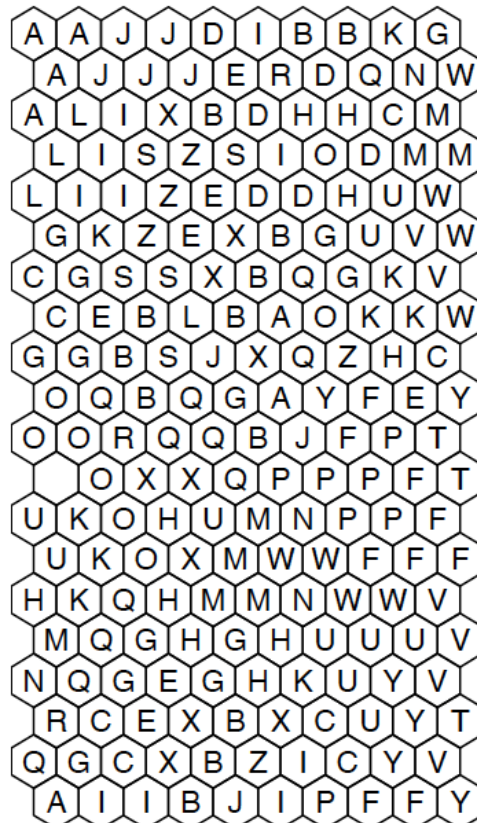 A A J J D I B B K G
A J J J E R D Q N W
A L I X B D H H C M
L I S Z S I O D M M
L I I Z E D D H U W
G K Z E X B G U V W
C G S S X B Q G K V
C E B L B A O K K W
G G B S J X Q Z H C
O Q B Q G A Y F E Y
O O R Q Q B J F P T
O X X Q P P P F T
U K O H U M N P P F
U K O X M W W F F F
H K Q H M M N W W V
M Q G H G H U U U V
N Q G E G H K U Y V
R C E X B X C U Y T
Q G C X B Z I C Y V
A I I B J I P F F Y